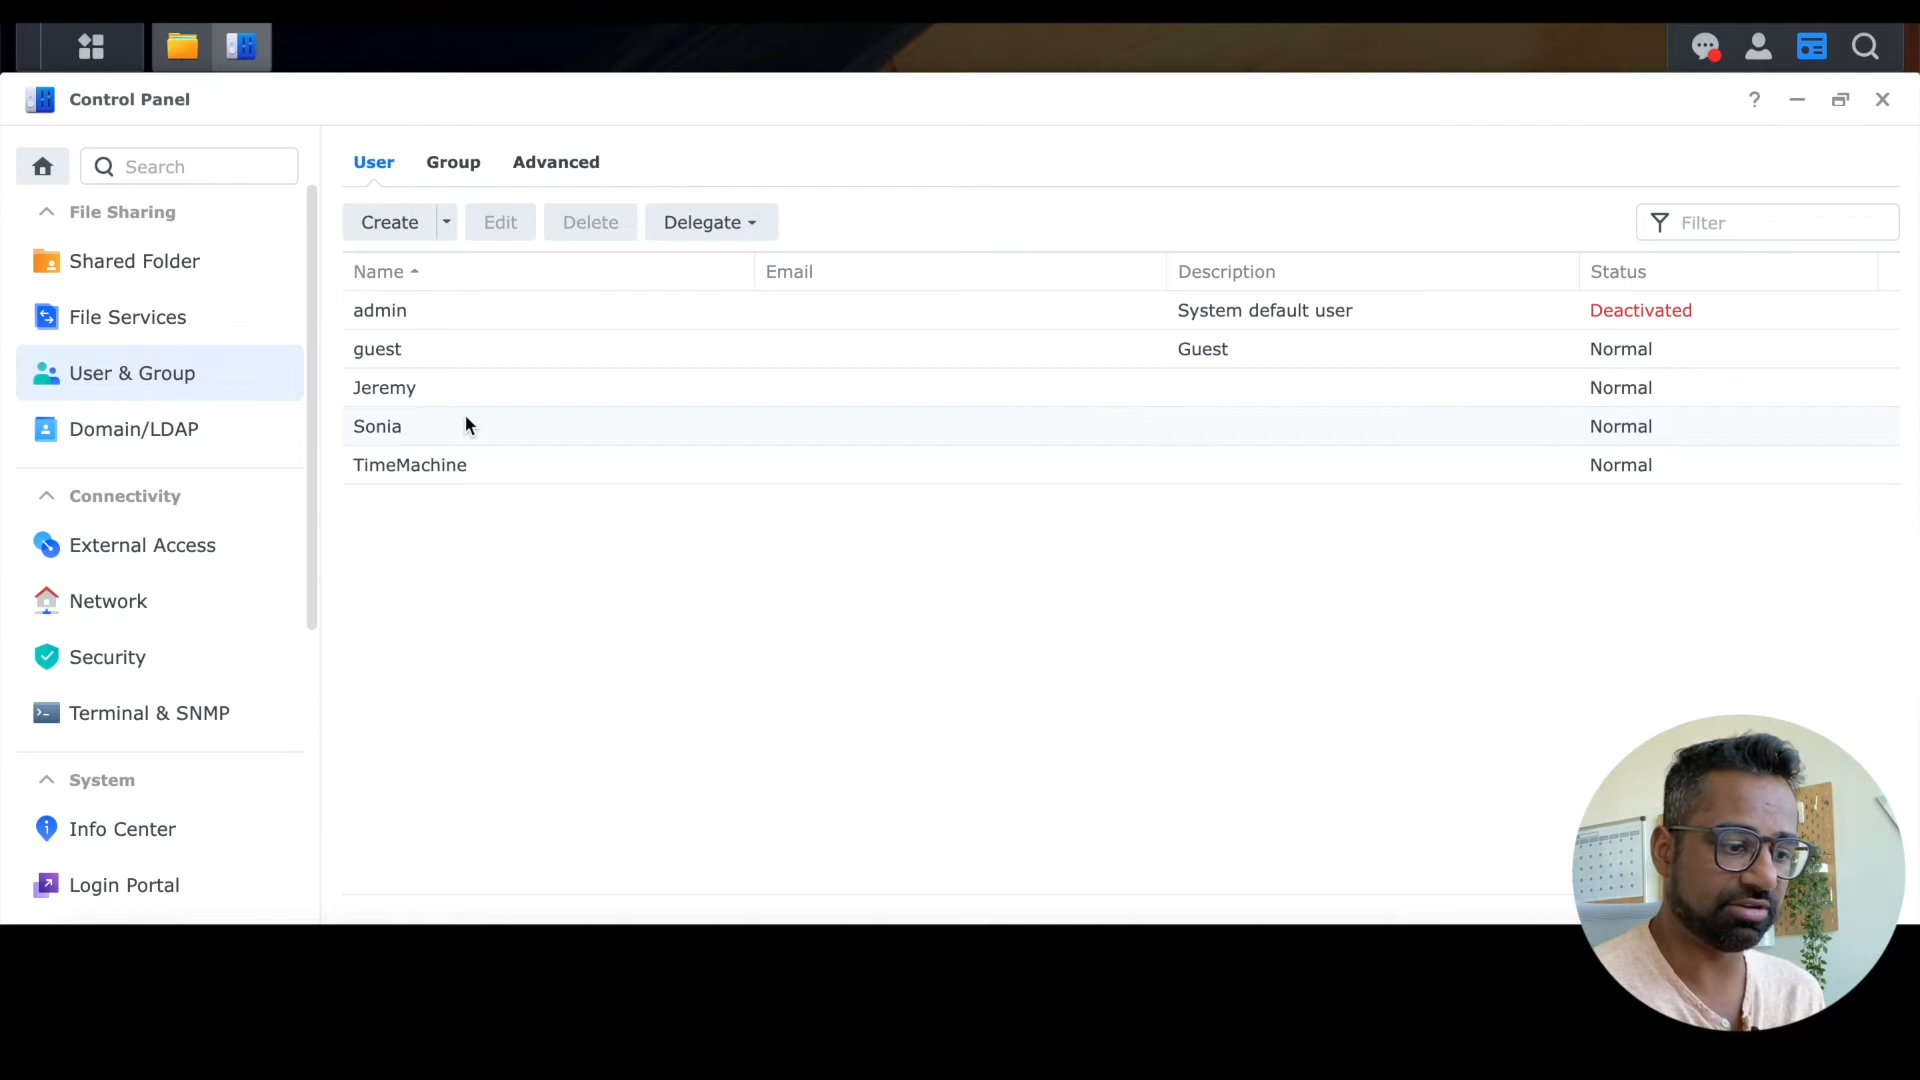 Control Panel
?
Search
File Sharing
Shared Folder
File Services
User & Group
Domain/LDAP
Connectivity
External Access
Network
Security
Terminal & SNMP
System
Info Center
Login Portal
User Group Advanced
Create Edit Delete Delegate Filter
Name Email Description Status
admin System default user Deactivated
guest Guest Normal
Jeremy Normal
Sonia Normal
TimeMachine Normal